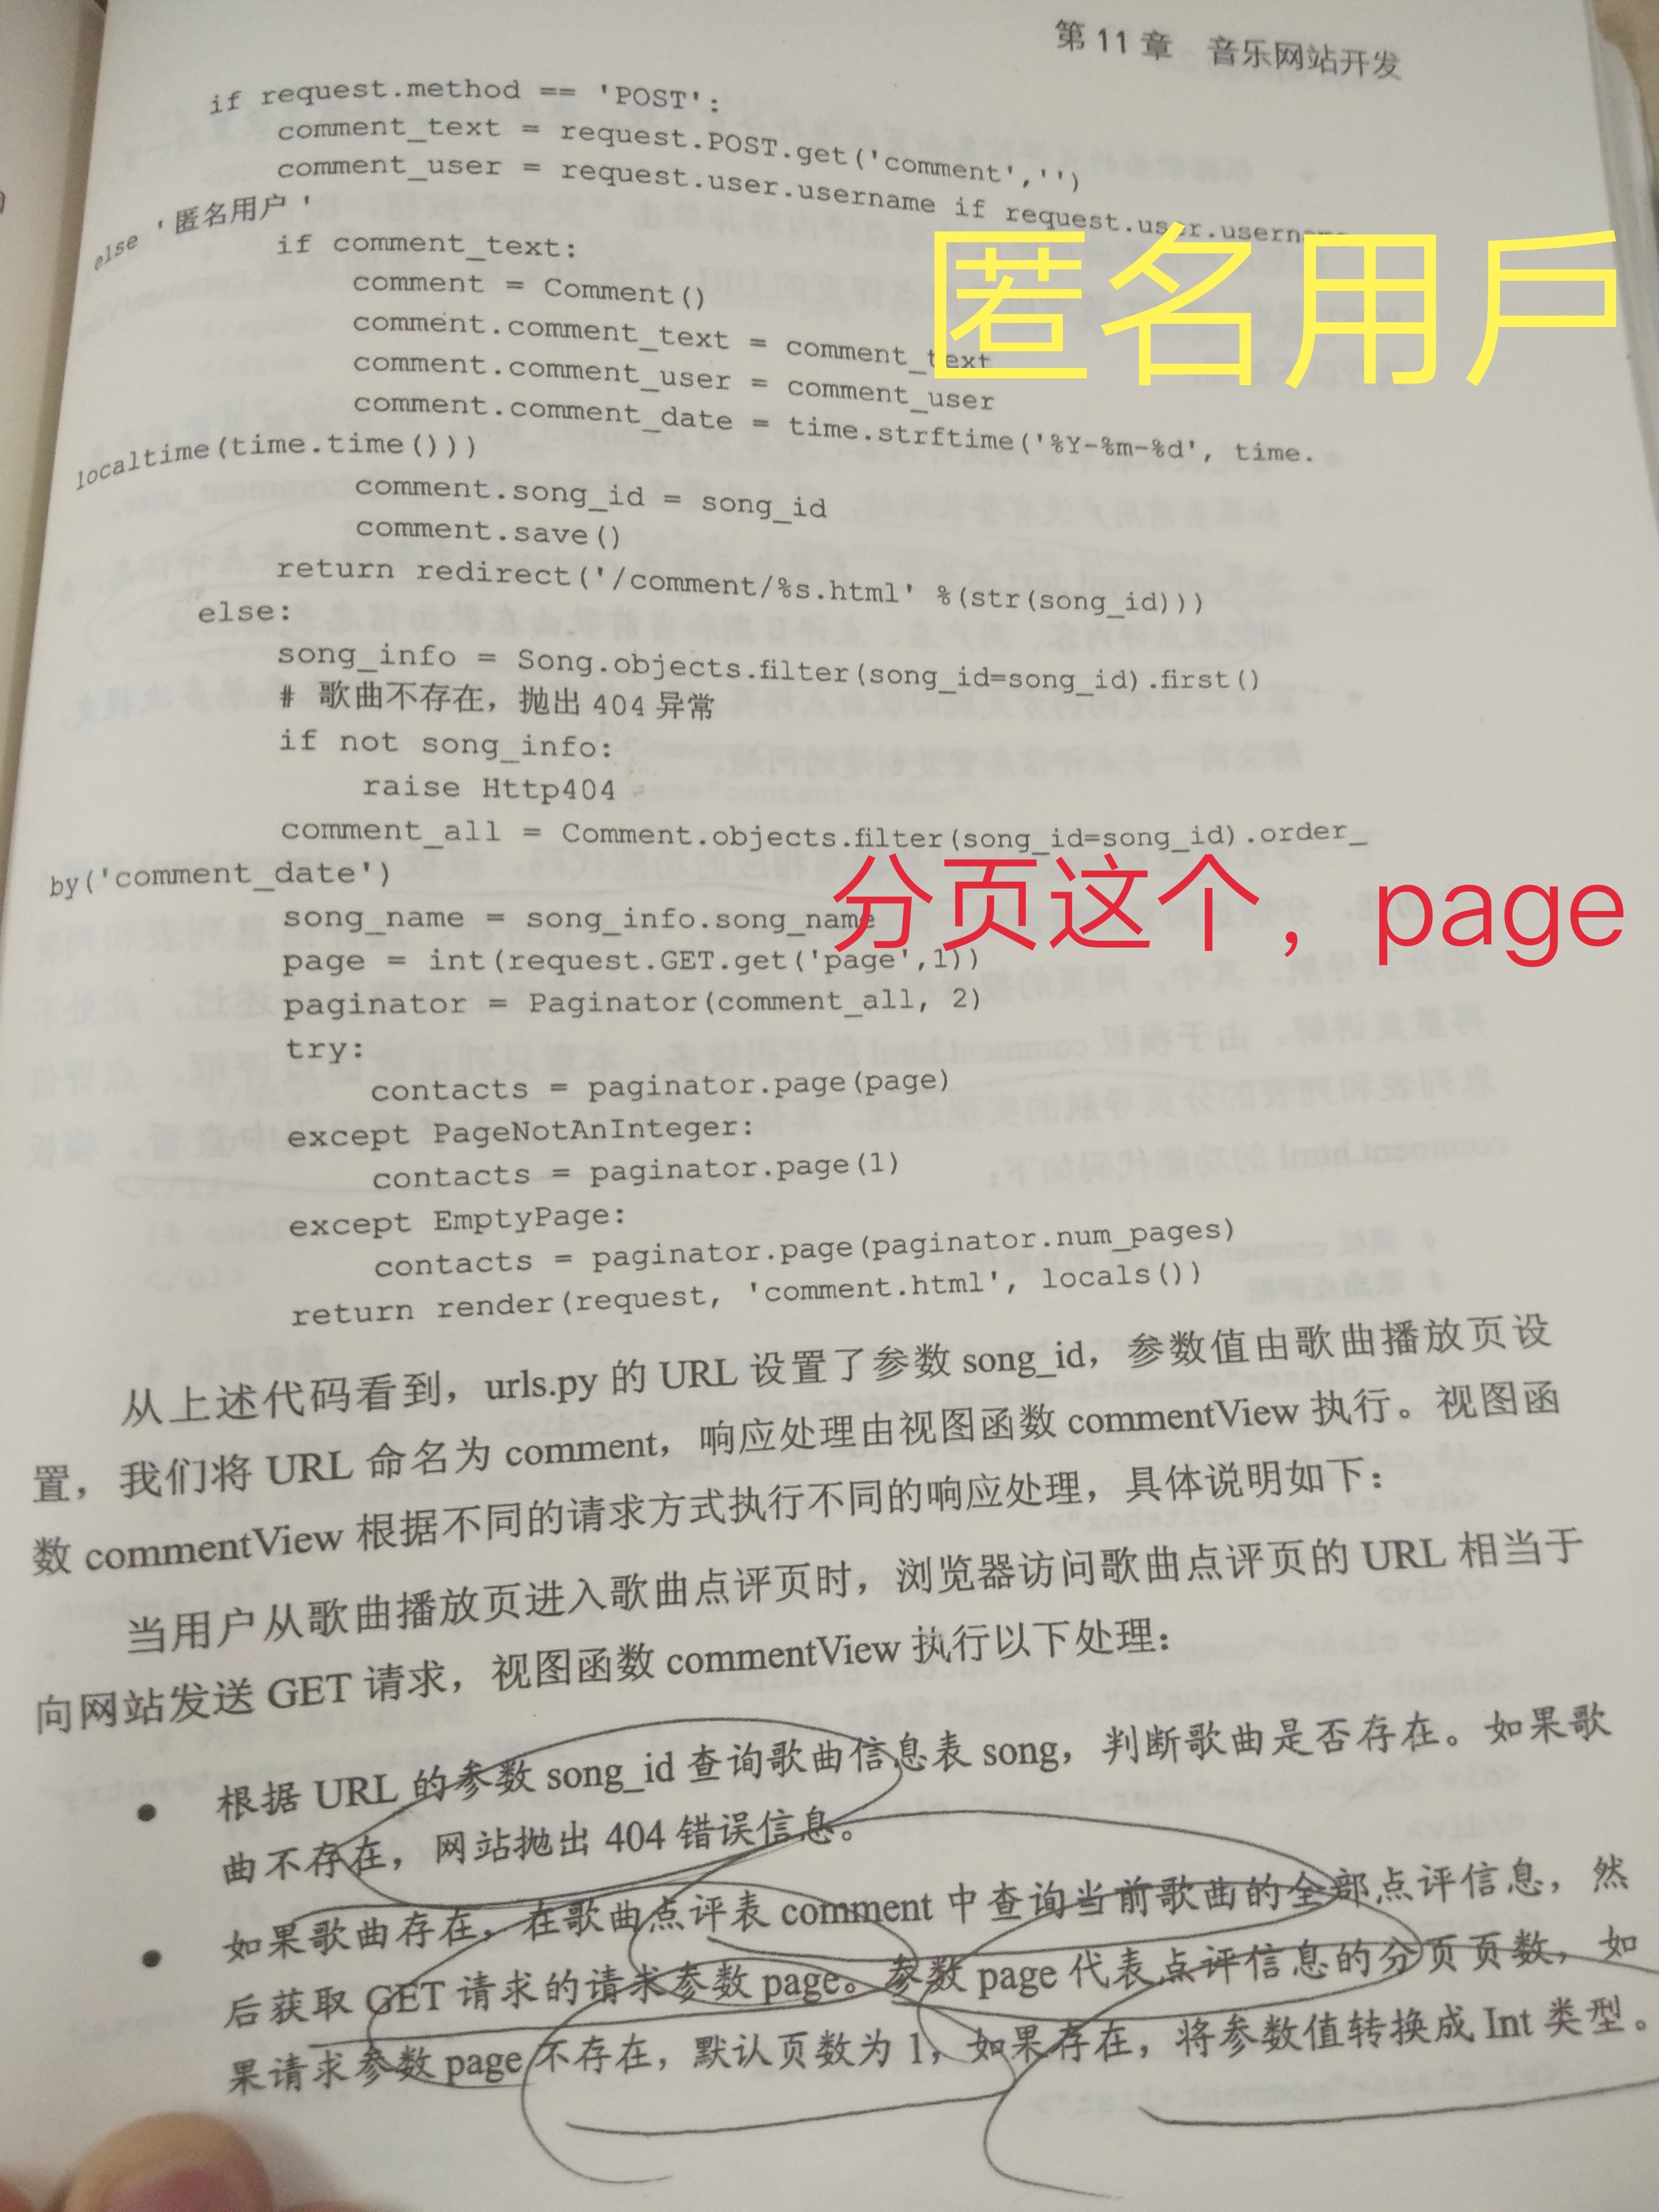 第 11 章 音乐网站开发
if request.method == 'POST':
comment_text = request.POST.get('comment','')
comment_user = request.user.username if request.user.username
else '匿名用户'
匿名用戶
if comment_text:
comment = Comment()
comment.comment_text = comment_text
comment.comment_user = comment_user
comment.comment_date = time.strftime('%Y-%m-%d', time.
localtime(time.time()))
comment.song_id = song_id
comment.save()
return redirect('/comment/%s.html' %(str(song_id)))
else:
song_info = Song.objects.filter(song_id=song_id).first()
# 歌曲不存在，抛出 404 异常
if not song_info:
raise Http404
comment_all = Comment.objects.filter(song_id=song_id).order_
by('comment_date')
分页这个，page
song_name = song_info.song_name
page = int(request.GET.get('page',1))
paginator = Paginator(comment_all, 2)
try:
contacts = paginator.page(page)
except PageNotAnInteger:
contacts = paginator.page(1)
except EmptyPage:
contacts = paginator.page(paginator.num_pages)
return render(request, 'comment.html', locals())
从上述代码看到，urls.py 的 URL 设置了参数 song_id，参数值由歌曲播放页设
置，我们将 URL 命名为 comment，响应处理由视图函数 commentView 执行。视图函
数 commentView 根据不同的请求方式执行不同的响应处理，具体说明如下：
当用户从歌曲播放页进入歌曲点评页时，浏览器访问歌曲点评页的 URL 相当于
向网站发送 GET 请求，视图函数 commentView 执行以下处理：
● 根据 URL 的参数 song_id 查询歌曲信息表 song，判断歌曲是否存在。如果歌
曲不存在，网站抛出 404 错误信息。
● 如果歌曲存在，在歌曲点评表 comment 中查询当前歌曲的全部点评信息，然
后获取 GET 请求的请求参数 page。参数 page 代表点评信息的分页页数，如
果请求参数 page 不存在，默认页数为 1，如果存在，将参数值转换成 Int 类型。